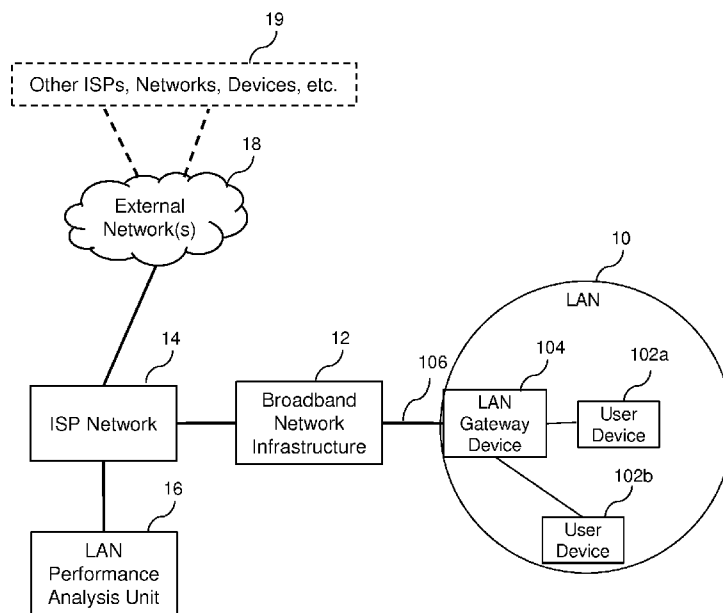 19
Other ISPs, Networks, Devices, etc.
18
External
Network(s)
10
LAN
14
12
104
102a
106
ISP Network
Broadband
Network
Infrastructure
LAN
Gateway
Device
User
Device
102b
16
User
Device
LAN
Performance
Analysis Unit